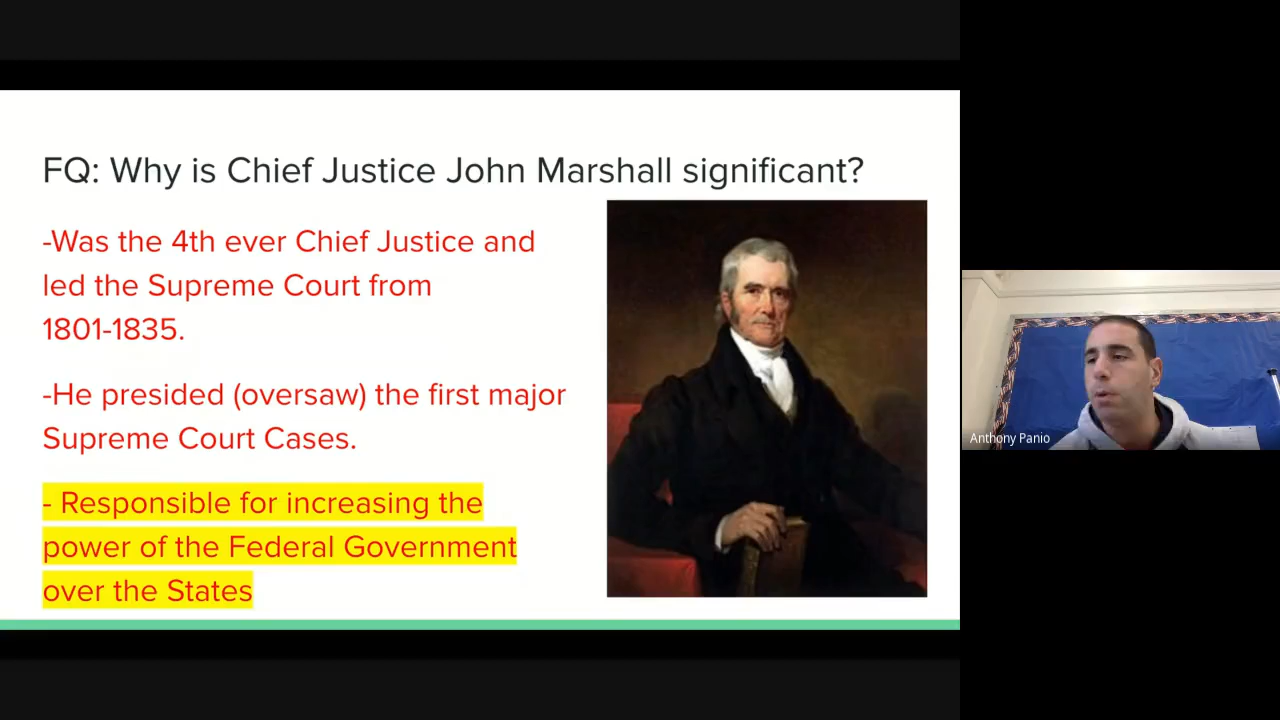 FQ: Why is Chief Justice John Marshall significant?
-Was the 4th ever Chief Justice and
led the Supreme Court from
1801-1835.
-He presided (oversaw) the first major
Supreme Court Cases.
- Responsible for increasing the
power of the Federal Government
over the States
Anthony Panio